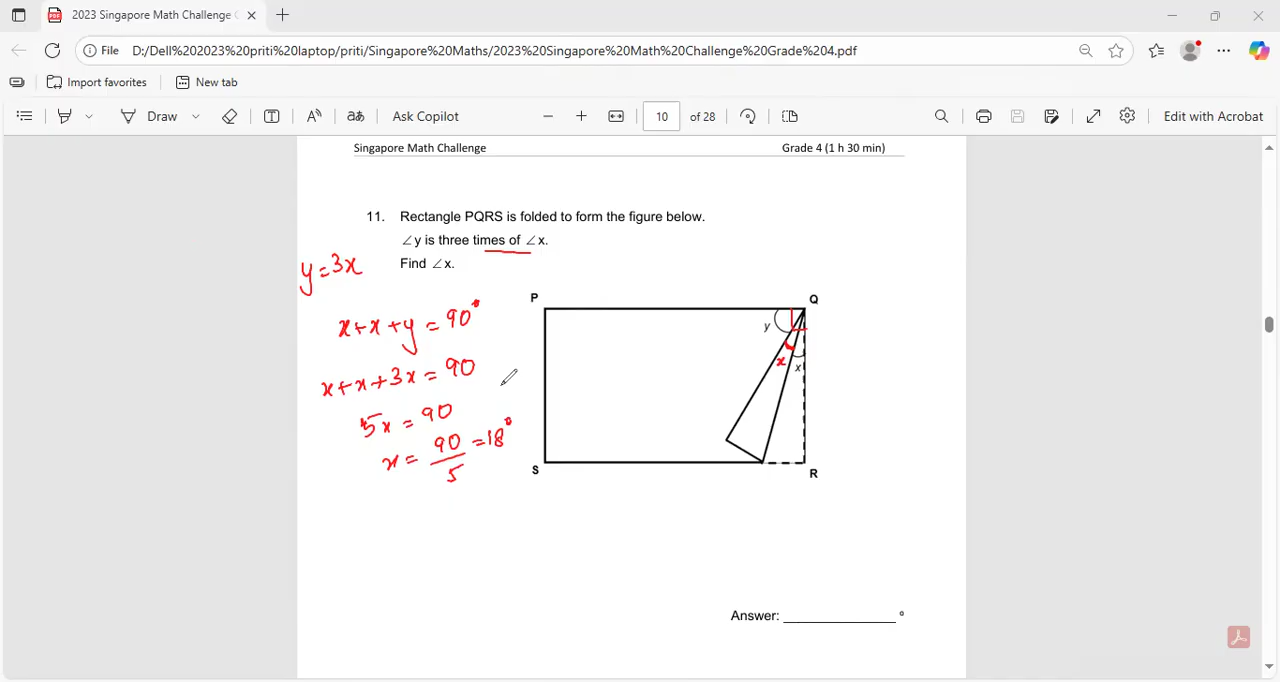 2023 Singapore Math Challenge G
File D:/Dell%202023%20priti%20laptop/priti/Singapore%20Maths/2023%20Singapore%20Math%20Challenge%20Grade%204.pdf
Import favorites New tab
Draw aあ Ask Copilot 10 of 28 Edit with Acrobat
Singapore Math Challenge Grade 4 (1 h 30 min)
11. Rectangle PQRS is folded to form the figure below.
∠y is three times of ∠x.
Find ∠x.
y=3x
x+x+y=90°
x+x+3x=90
5x=90
x=90/5=18°
P Q
y
x x
S R
Answer: ____________ °